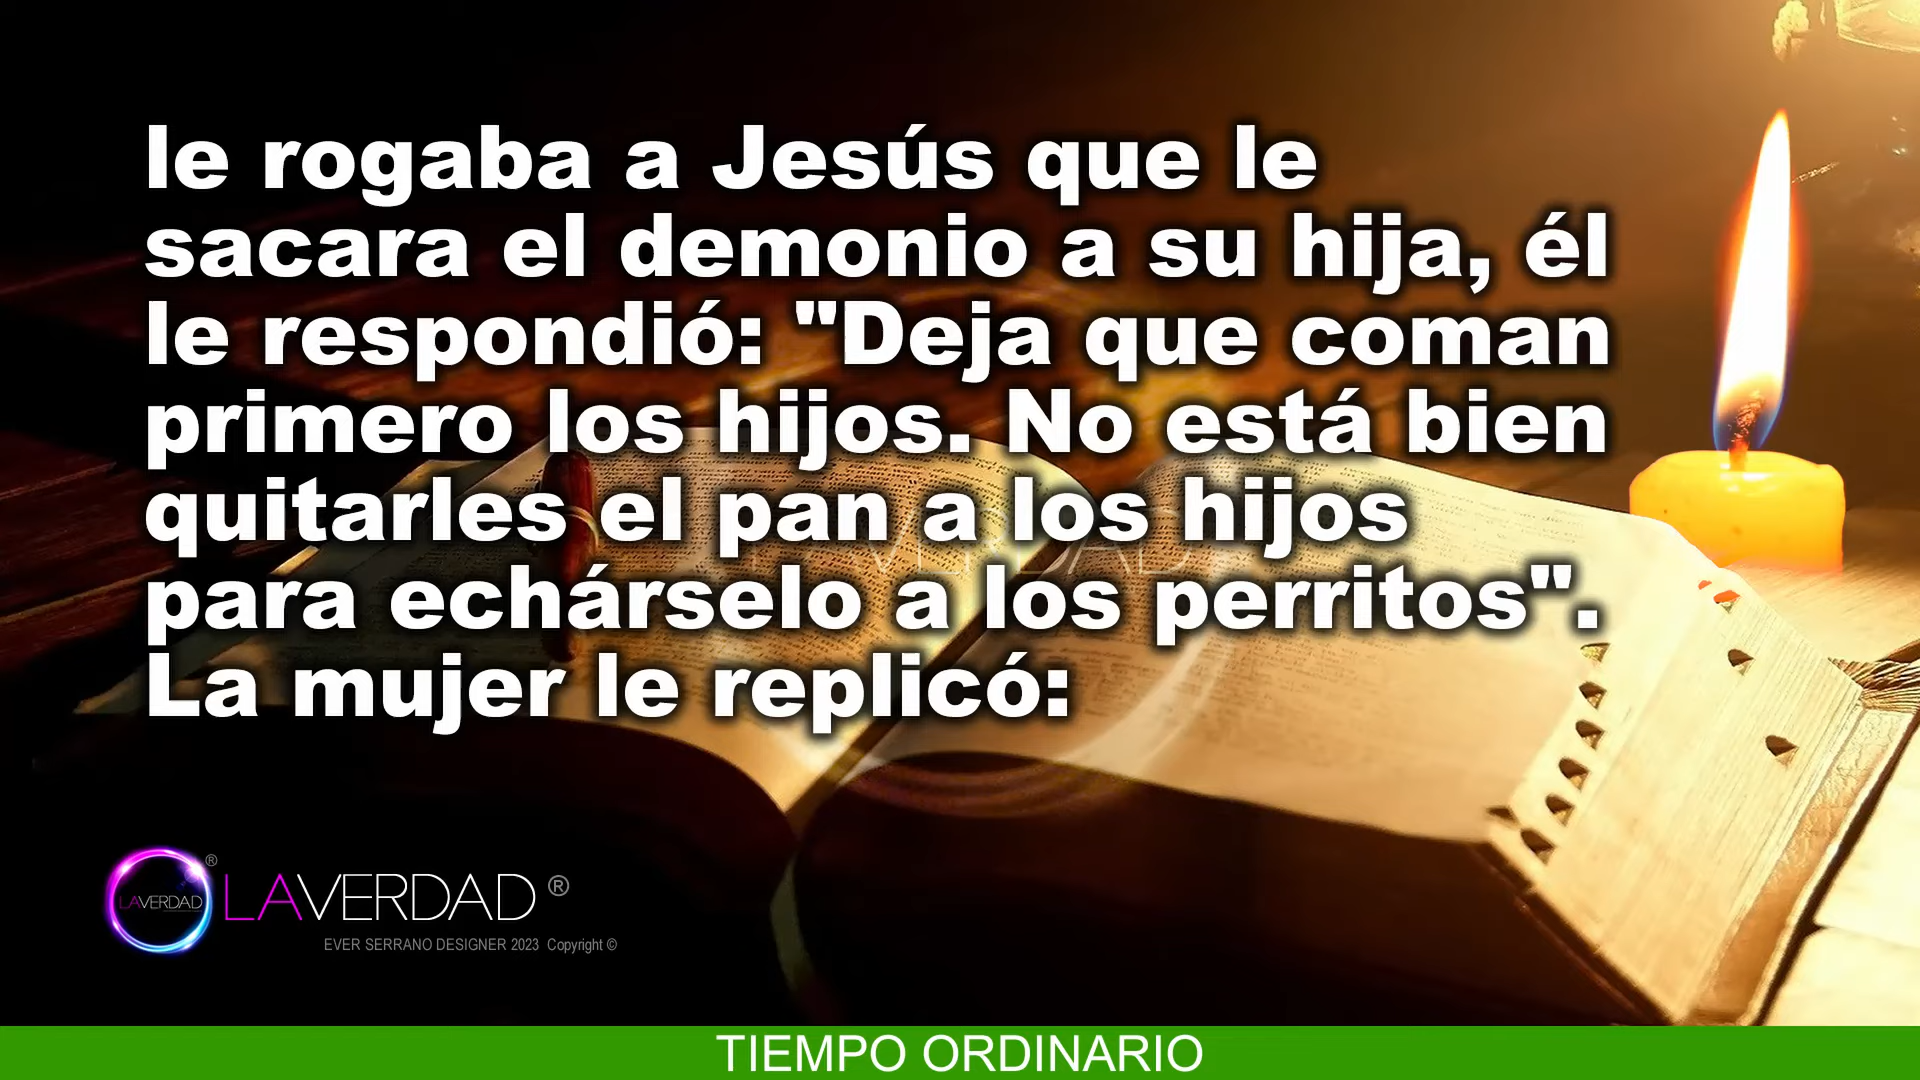 le rogaba a Jesús que le
sacara el demonio a su hija, él
le respondió: "Deja que coman
primero los hijos. No está bien
quitarles el pan a los hijos
para echárselo a los perritos".
La mujer le replicó:
LAVERDAD
LAVERDAD ®
LAVERDAD ®
EVER SERRANO DESIGNER 2023 Copyright ©
TIEMPO ORDINARIO